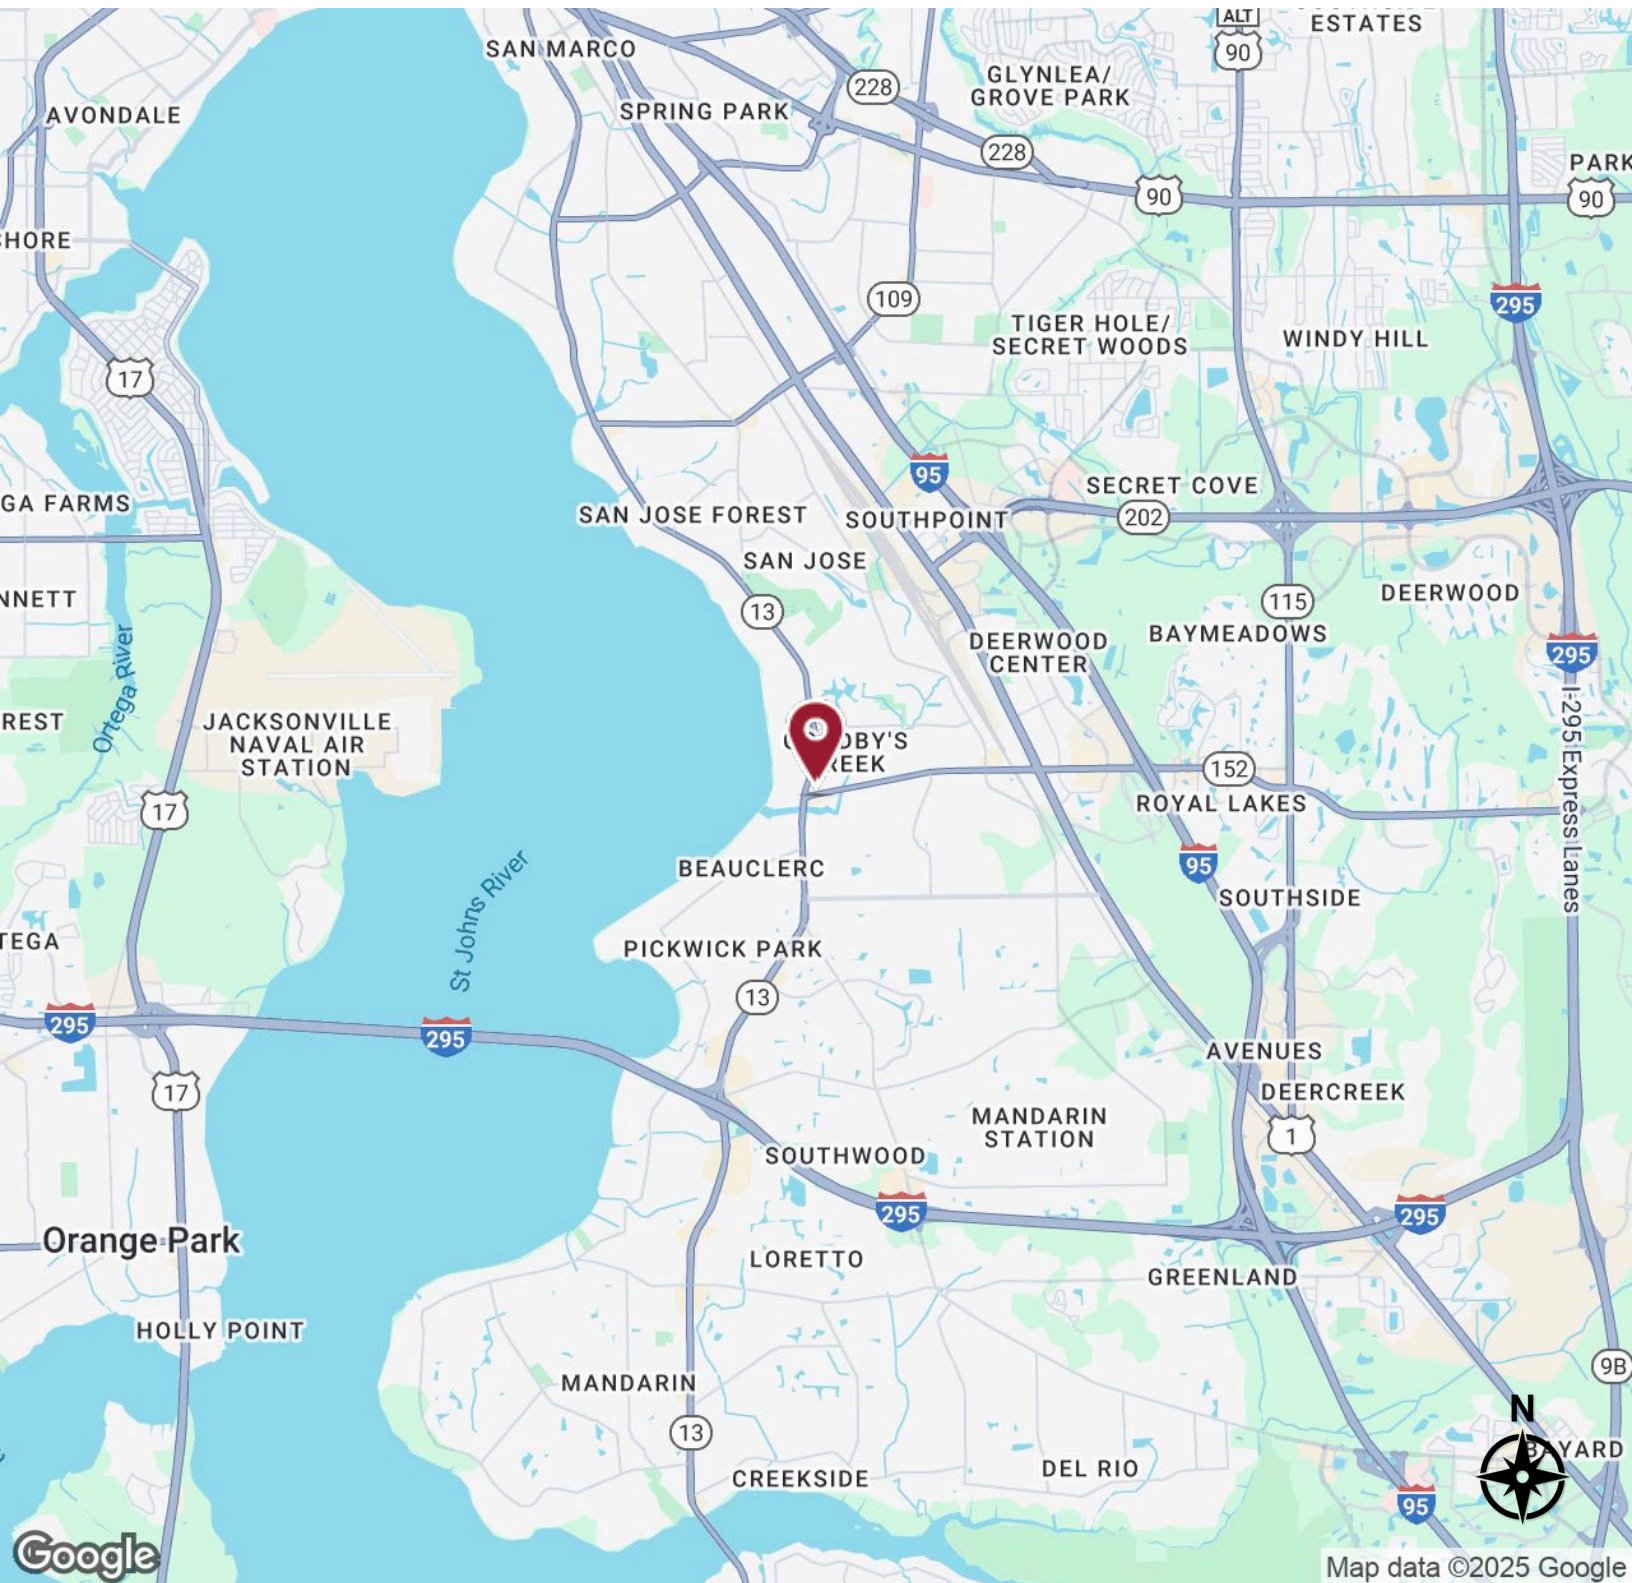 ALT
90
ESTATES
SAN MARCO
GLYNLEA/
GROVE PARK
228
AVONDALE
SPRING PARK
228
PARK
90
90
HORE
109
295
TIGER HOLE/
SECRET WOODS
WINDY HILL
17
95
SECRET COVE
202
GA FARMS
SAN JOSE FOREST
SOUTHPOINT
SAN JOSE
NNETT
13
115
DEERWOOD
BAYMEADOWS
DEERWOOD
CENTER
295
Ortega River
REST
JACKSONVILLE
NAVAL AIR
STATION
DBY'S
REEK
152
I-295 Express Lanes
17
ROYAL LAKES
95
BEAUCLERC
SOUTHSIDE
St Johns River
TEGA
PICKWICK PARK
13
295
295
AVENUES
17
DEERCREEK
MANDARIN
STATION
1
SOUTHWOOD
295
295
Orange Park
LORETTO
GREENLAND
HOLLY POINT
9B
MANDARIN
N
13
BAYARD
CREEKSIDE
DEL RIO
95
Google
Map data ©2025 Google